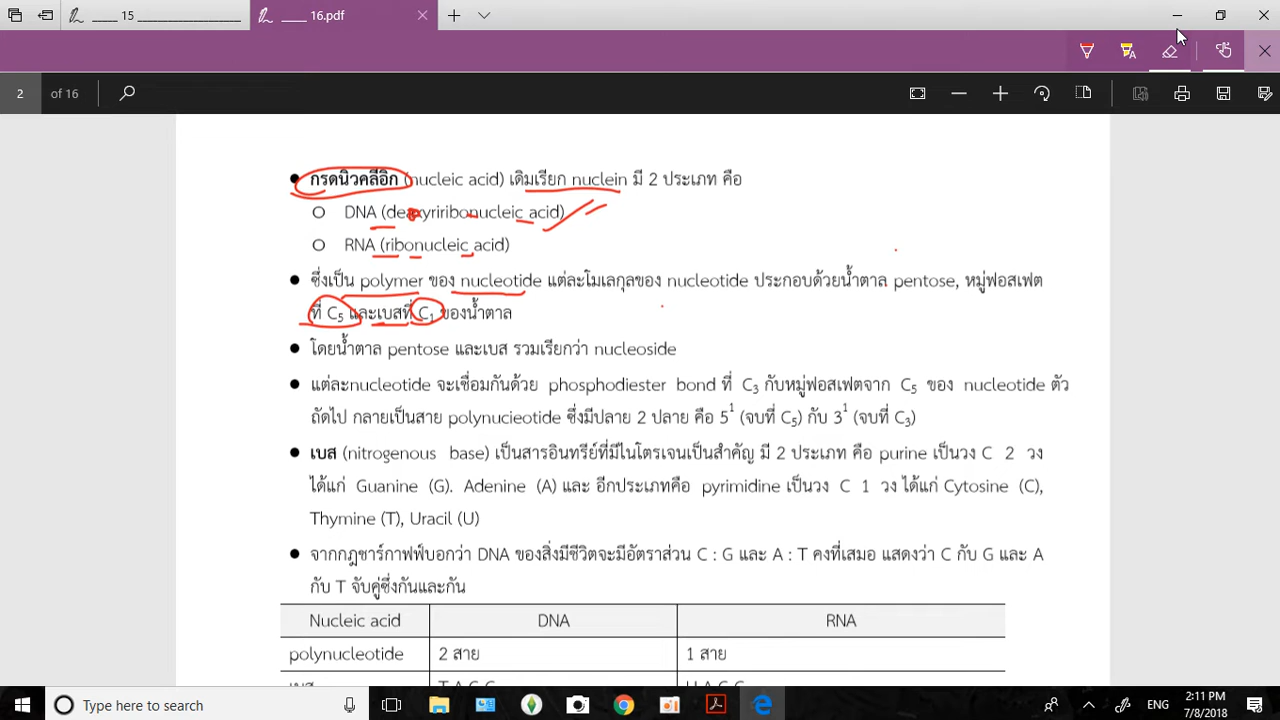 _____ 15 ___________________
____ 16.pdf
2 of 16
กรดนิวคลีอิก (nucleic acid) เดิมเรียก nuclein มี 2 ประเภท คือ
DNA (deoxyriribonucleic acid)
RNA (ribonucleic acid)
ซึ่งเป็น polymer ของ nucleotide แต่ละโมเลกุลของ nucleotide ประกอบด้วยน้ำตาล pentose, หมู่ฟอสเฟต
ที่ C5 และเบสที่ C1 ของน้ำตาล
โดยน้ำตาล pentose และเบส รวมเรียกว่า nucleoside
แต่ละnucleotide จะเชื่อมกันด้วย phosphodiester bond ที่ C3 กับหมู่ฟอสเฟตจาก C5 ของ nucleotide ตัว
ถัดไป กลายเป็นสาย polynucieotide ซึ่งมีปลาย 2 ปลาย คือ 5¹ (จบที่ C5) กับ 3¹ (จบที่ C3)
เบส (nitrogenous base) เป็นสารอินทรีย์ที่มีไนโตรเจนเป็นสำคัญ มี 2 ประเภท คือ purine เป็นวง C 2 วง
ได้แก่ Guanine (G). Adenine (A) และ อีกประเภทคือ pyrimidine เป็นวง C 1 วง ได้แก่ Cytosine (C),
Thymine (T), Uracil (U)
จากกฎชาร์กาฟฟ์บอกว่า DNA ของสิ่งมีชีวิตจะมีอัตราส่วน C : G และ A : T คงที่เสมอ แสดงว่า C กับ G และ A
กับ T จับคู่ซึ่งกันและกัน
Nucleic acid DNA RNA
polynucleotide 2 สาย 1 สาย
Type here to search
ENG
2:11 PM
7/8/2018